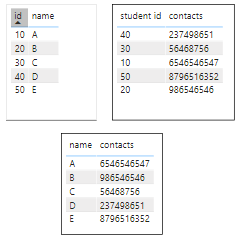 id name
10 A
20 B
30 C
40 D
50 E
student id contacts
40 237498651
30 56468756
10 6546546547
50 8796516352
20 986546546
name contacts
A 6546546547
B 986546546
C 56468756
D 237498651
E 8796516352